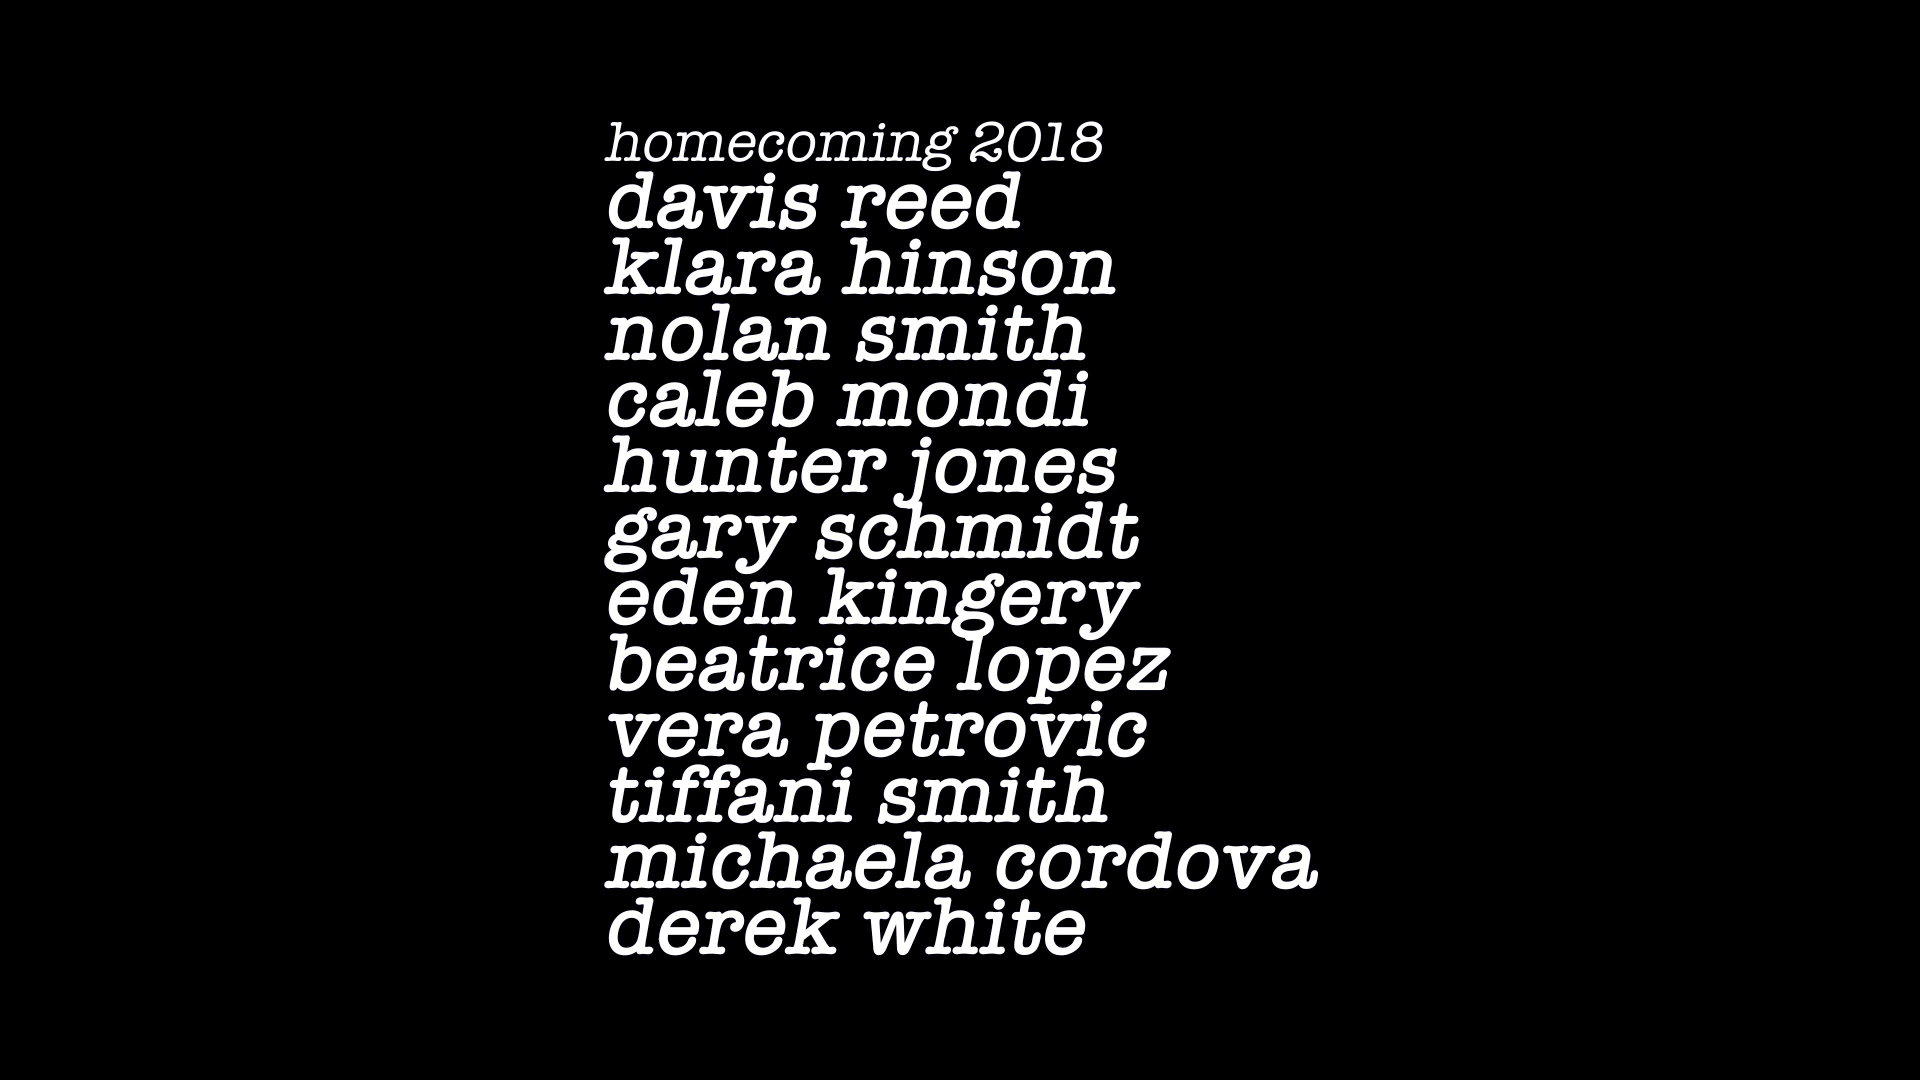 homecoming 2018
davis reed
klara hinson
nolan smith
caleb mondi
hunter jones
gary schmidt
eden kingery
beatrice lopez
vera petrovic
tiffani smith
michaela cordova
derek white